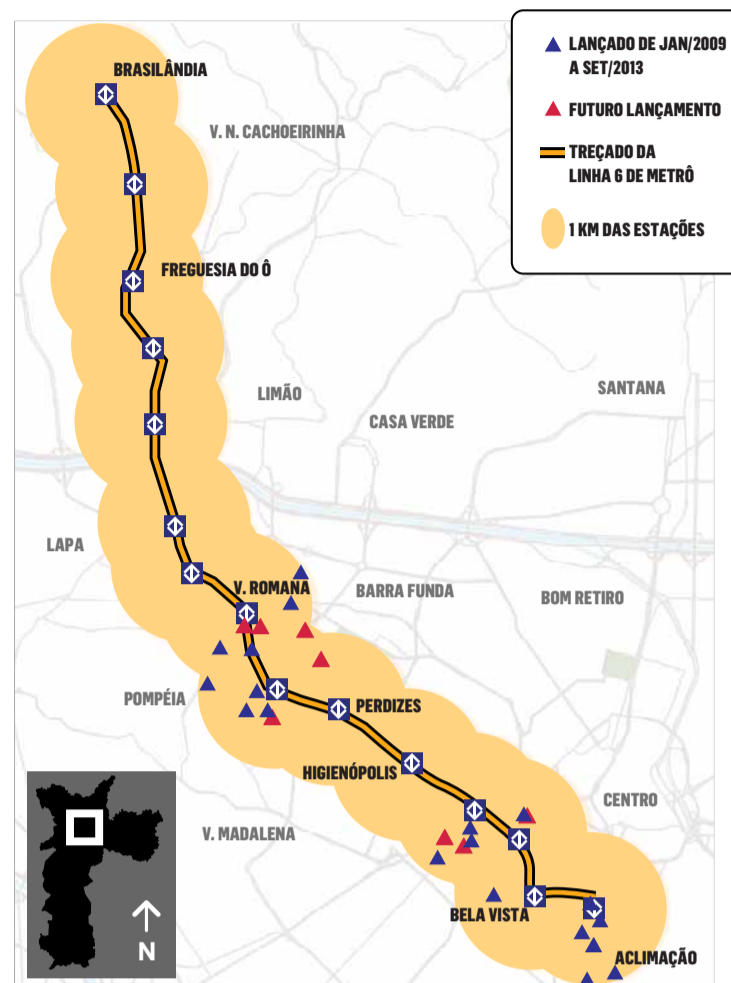 LANÇADO DE JAN/2009
A SET/2013
FUTURO LANÇAMENTO
TREÇADO DA
LINHA 6 DE METRÔ
1 KM DAS ESTAÇÕES
BRASILÂNDIA
V. N. CACHOEIRINHA
FREGUESIA DO Ô
LIMÃO
SANTANA
CASA VERDE
LAPA
V. ROMANA
BARRA FUNDA
BOM RETIRO
POMPÉIA
PERDIZES
HIGIENÓPOLIS
CENTRO
V. MADALENA
BELA VISTA
N
ACLIMAÇÃO